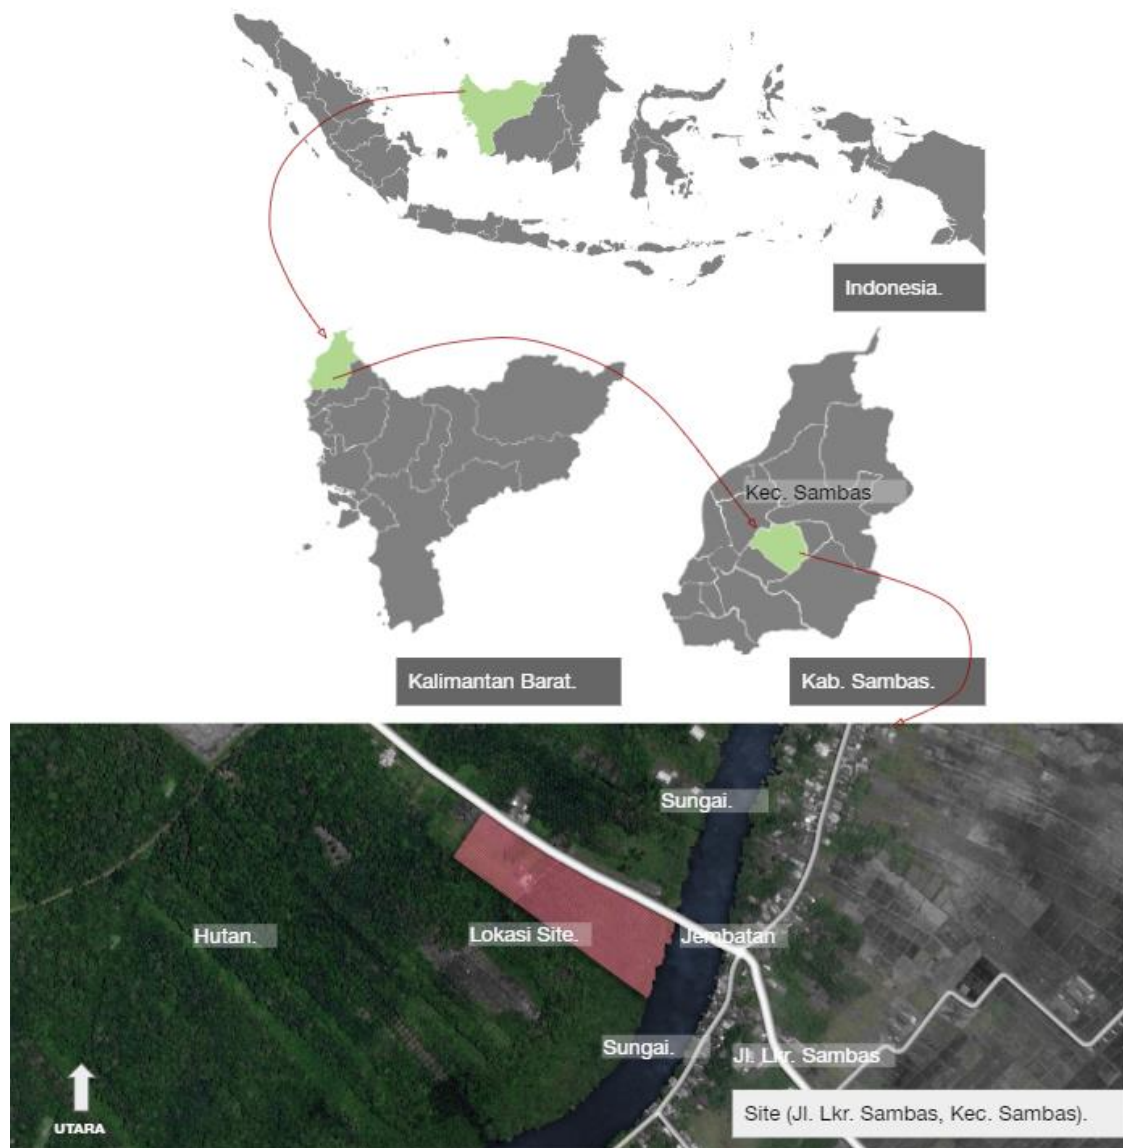 Indonesia.
Kec. Sambas
Kalimantan Barat.
Kab. Sambas.
Sungai.
Hutan.
Lokasi Site.
Jembatan
Sungai.
Jl. Lkr. Sambas
UTARA
Site (Jl. Lkr. Sambas, Kec. Sambas).